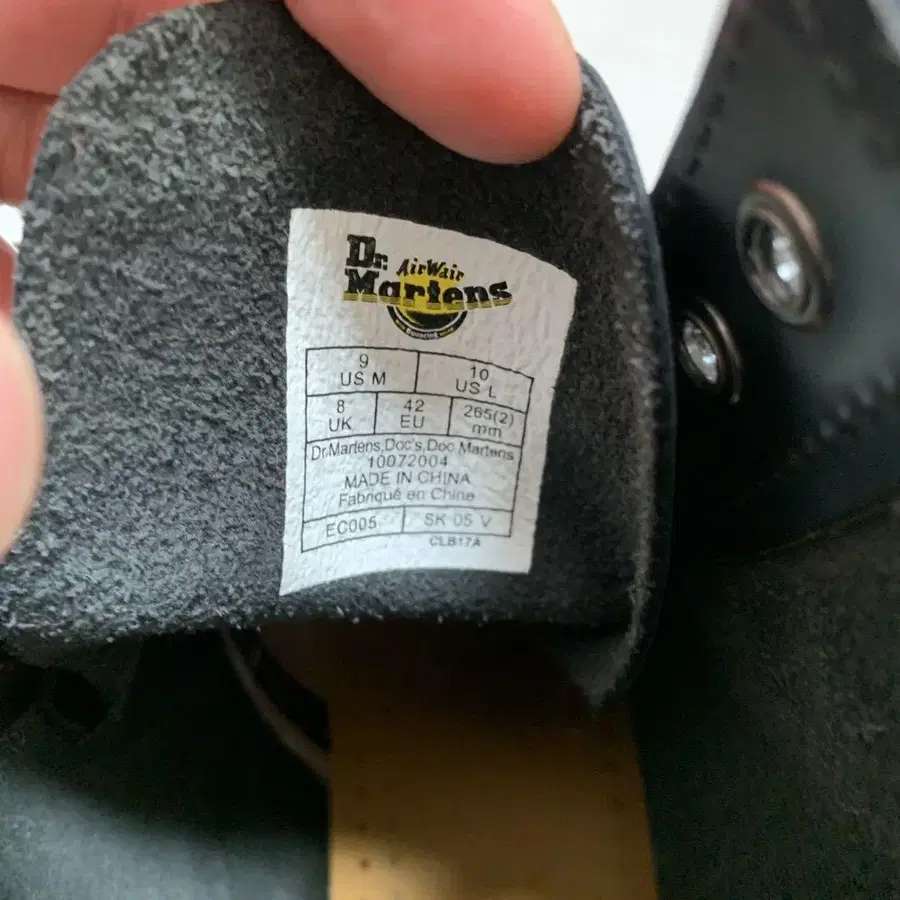 Dr. AirWair
Martens
9 10
US M US L
8 42 265(2)
UK EU mm
Dr.Martens,Doc's,Doc Martens
10072004
MADE IN CHINA
Fabriqué en Chine
EC005 SK 05 V
CLB17A